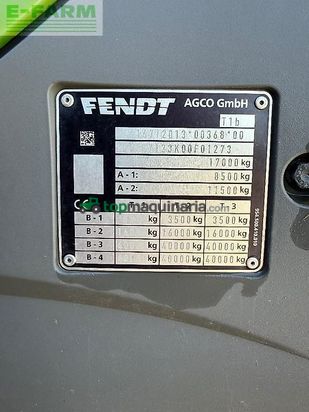 E-FARM
FENDT
AGCO GmbH
T1b
17000 kg
A - 1: 8500 kg
A - 2: 11500 kg
topmaquinaria.com
3
B - 1 kg 3500 kg 3500 kg
B - 2 kg 16000 kg 16000 kg
B - 3 kg 40000 kg 40000 kg
B - 4 kg 40000 kg 40000 kg